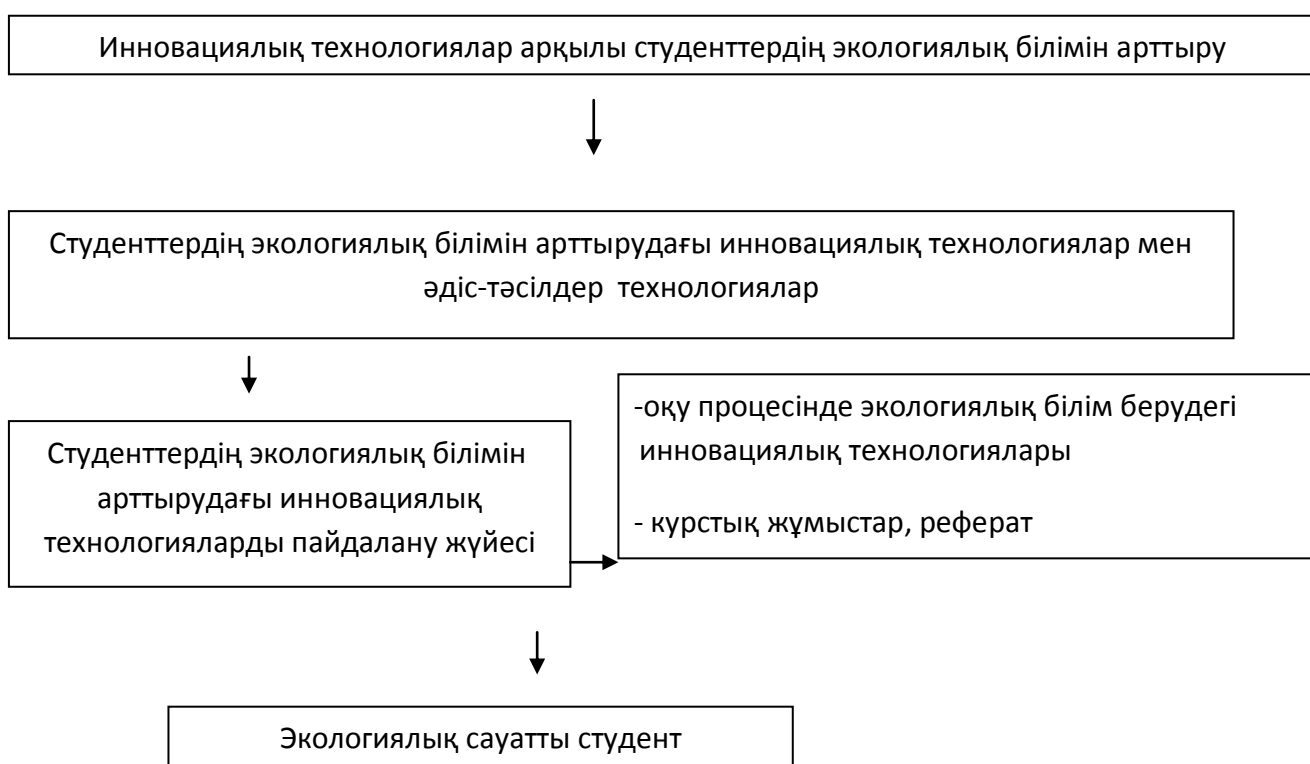 Инновациялық технологиялар арқылы студенттердің экологиялық білімін арттыру
Студенттердің экологиялық білімін арттырудағы инновациялық технологиялар мен
әдіс-тәсілдер технологиялар
Студенттердің экологиялық білімін
арттырудағы инновациялық
технологияларды пайдалану жүйесі
-оқу процесінде экологиялық білім берудегі
инновациялық технологиялары
- курстық жұмыстар, реферат
Экологиялық сауатты студент